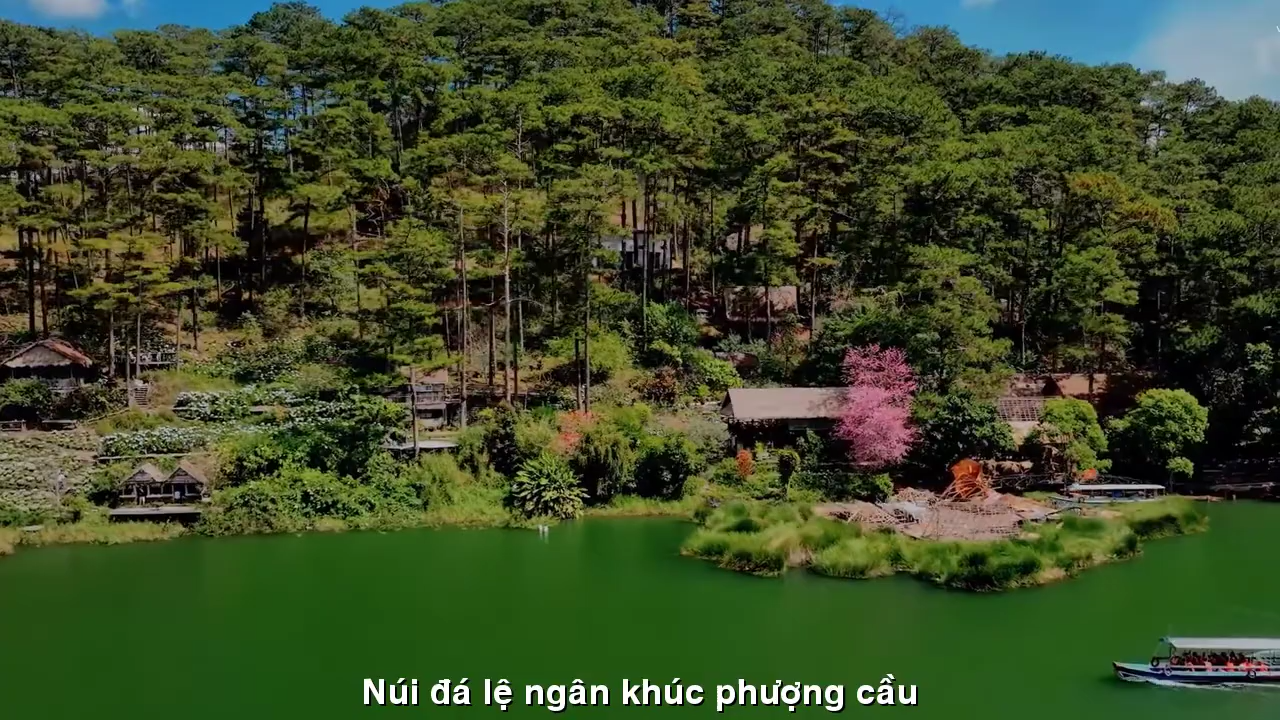 Núi đá lệ ngân khúc phượng cầu